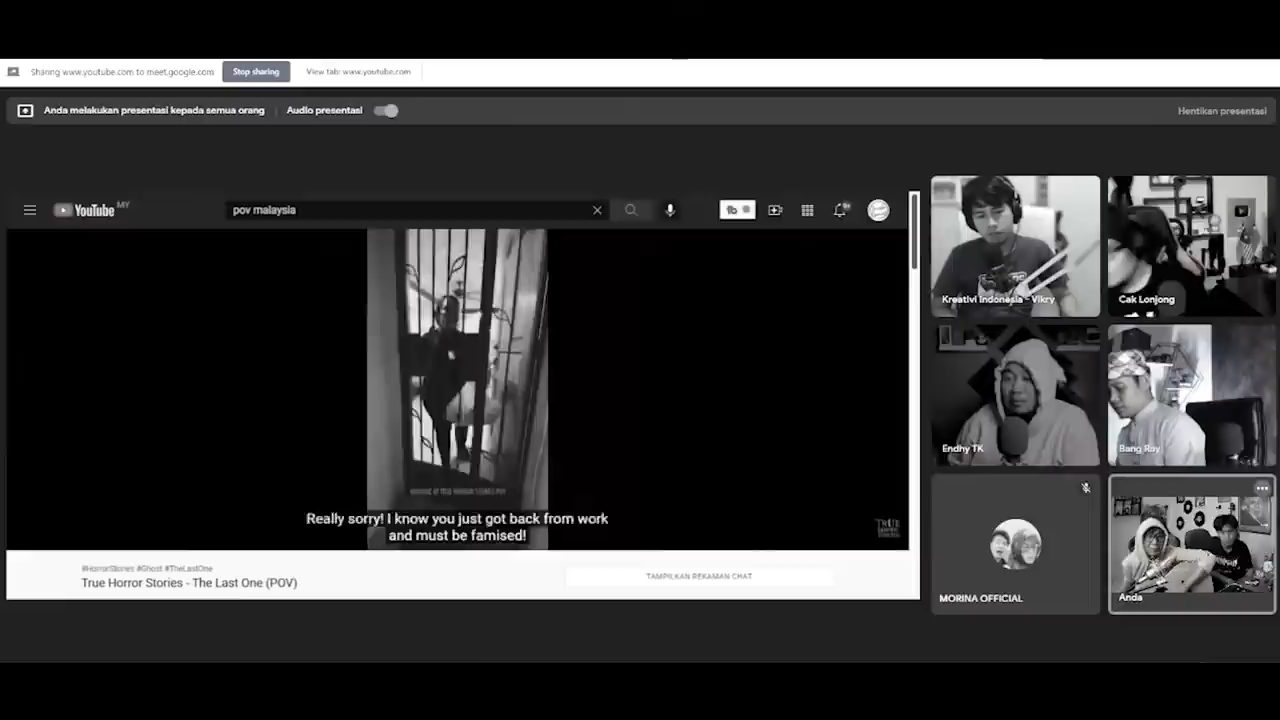 Sharing www.youtube.com to meet.google.com Stop sharing View tab: www.youtube.com
Anda melakukan presentasi kepada semua orang Audio presentasi Hentikan presentasi
YouTube MY pov malaysia
Kreativi Indonesia - Vikry
Cak Lonjong
Endhy TK
Bang Ray
Really sorry! I know you just got back from work
and must be famised!
TRUE
#HorrorStories #Ghost #TheLastOne
True Horror Stories - The Last One (POV)
TAMPILKAN REKAMAN CHAT
MORINA OFFICIAL
Anda